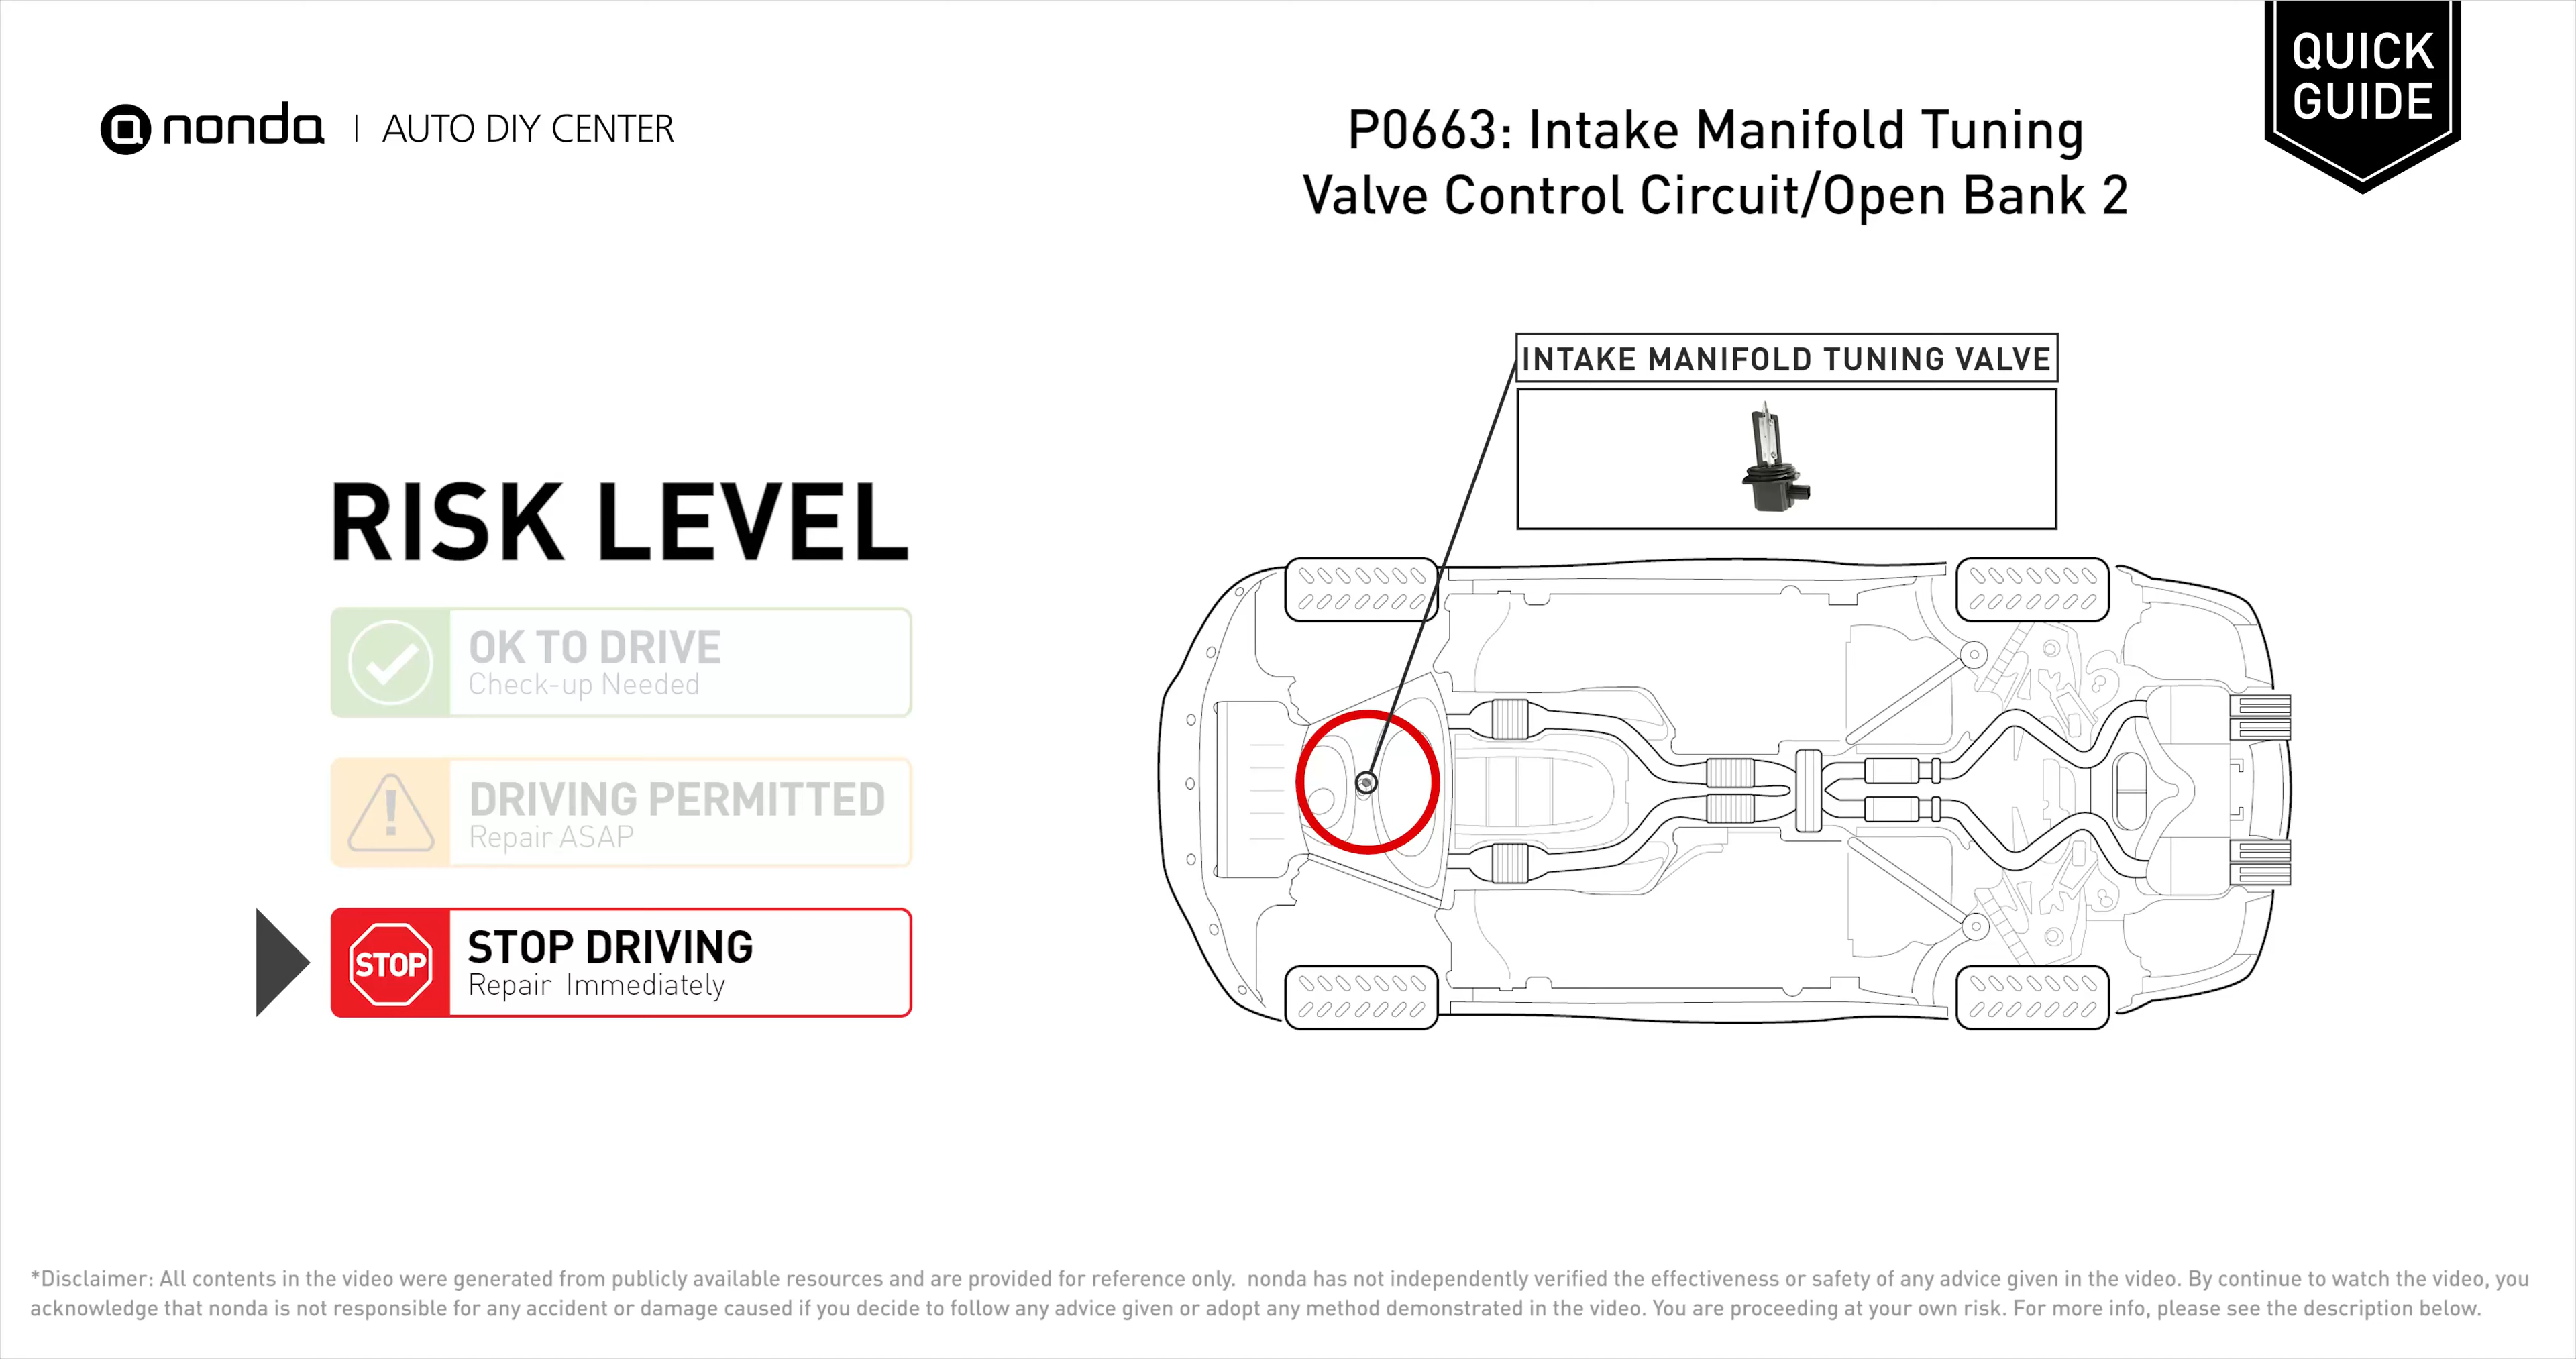 nonda | AUTO DIY CENTER
QUICK
GUIDE
P0663: Intake Manifold Tuning
Valve Control Circuit/Open Bank 2
INTAKE MANIFOLD TUNING VALVE
RISK LEVEL
OK TO DRIVE
Check-up Needed
DRIVING PERMITTED
Repair ASAP
STOP
STOP DRIVING
Repair Immediately
*Disclaimer: All contents in the video were generated from publicly available resources and are provided for reference only. nonda has not independently verified the effectiveness or safety of any advice given in the video. By continue to watch the video, you
acknowledge that nonda is not responsible for any accident or damage caused if you decide to follow any advice given or adopt any method demonstrated in the video. You are proceeding at your own risk. For more info, please see the description below.